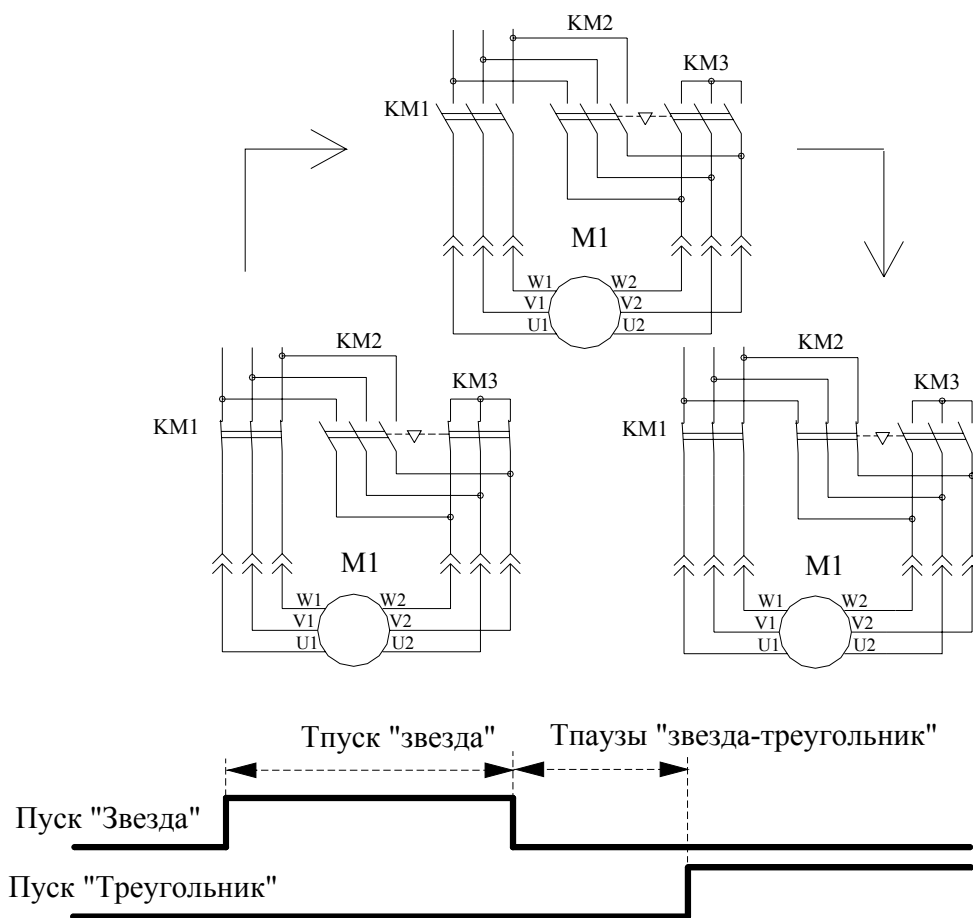 KM2
KM3
KM1
M1
W1 W2
V1 V2
U1 U2
KM2
KM3
KM1
M1
W1 W2
V1 V2
U1 U2
KM2
KM3
KM1
M1
W1 W2
V1 V2
U1 U2
Тпуск "звезда"
Тпаузы "звезда-треугольник"
Пуск "Звезда"
Пуск "Треугольник"